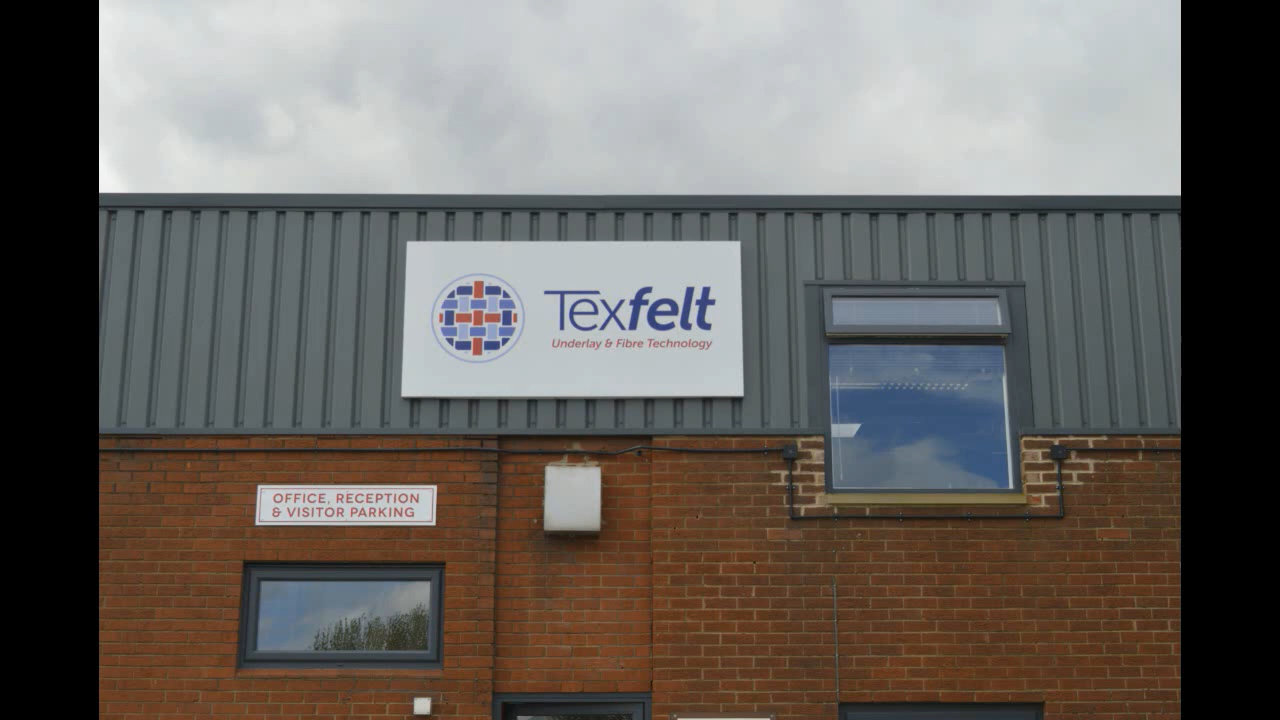 Texfelt
Underlay & Fibre Technology
OFFICE, RECEPTION
& VISITOR PARKING